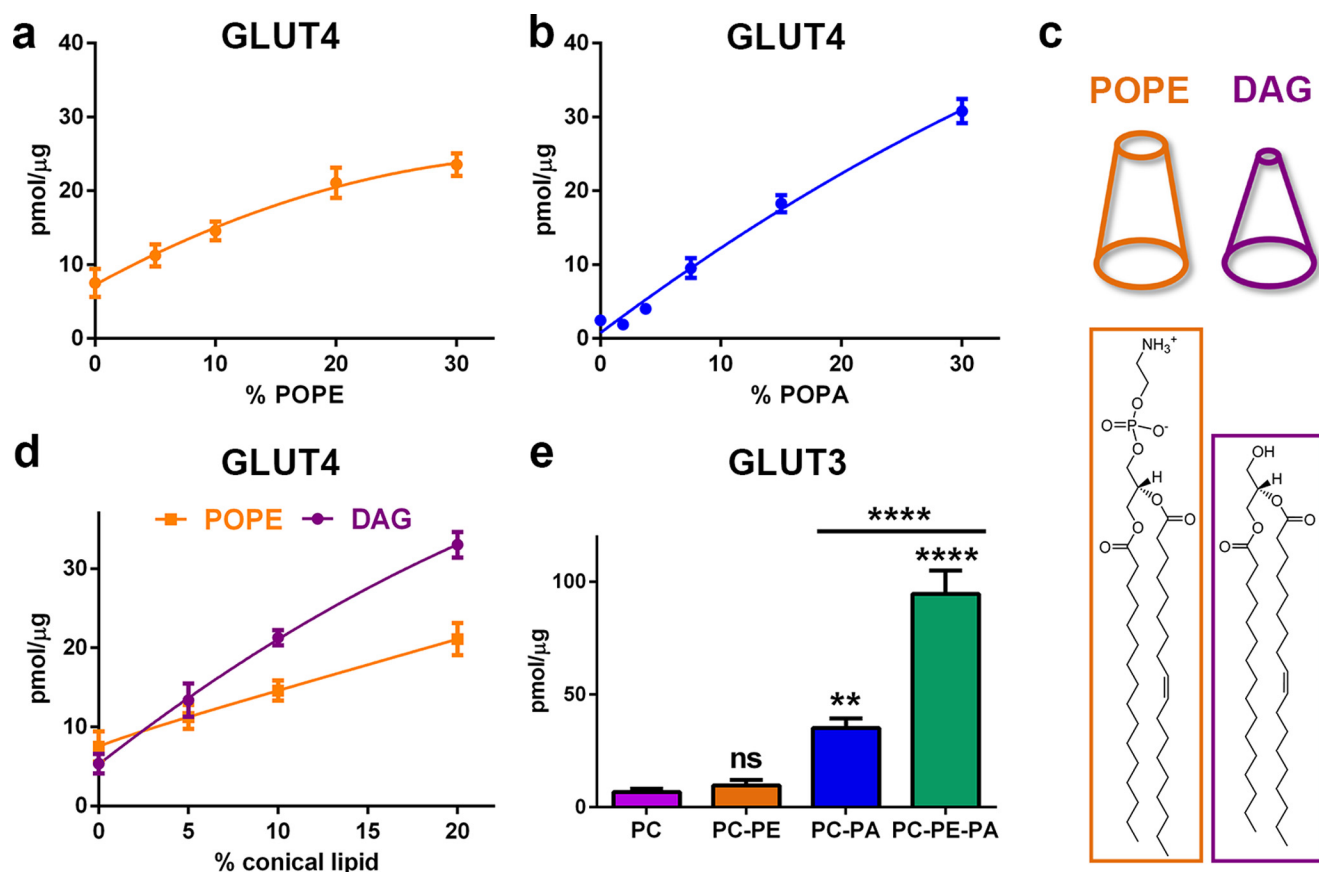 a
GLUT4
40
30
20
10
0
pmol/µg
0 10 20 30
% POPE
b
GLUT4
40
30
20
10
0
pmol/µg
0 10 20 30
% POPA
c
POPE DAG
NH3+
O
O=P-O-
O
H
O
O
O
O
OH
H
O
O
O
O
d
GLUT4
POPE DAG
30
20
10
0
pmol/µg
0 5 10 15 20
% conical lipid
e
GLUT3
****
****
**
ns
100
50
0
pmol/µg
PC PC-PE PC-PA PC-PE-PA